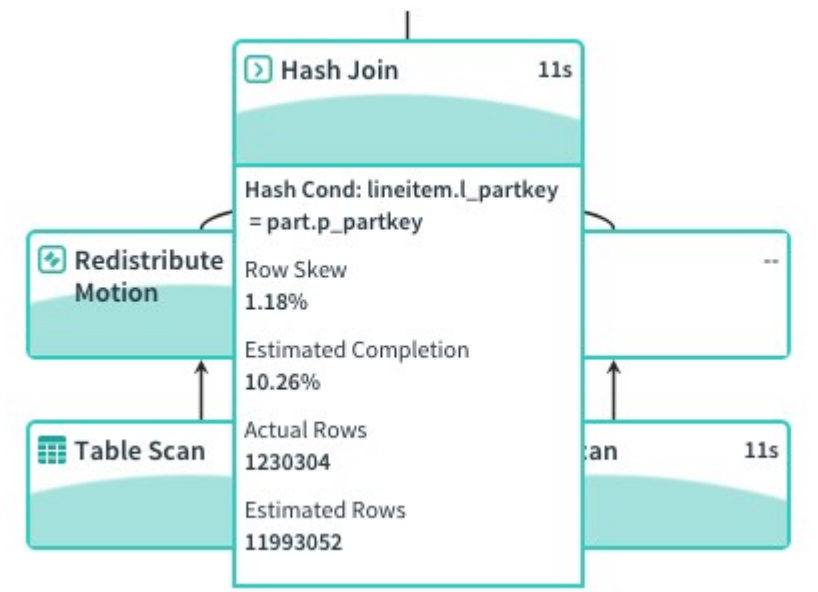 Hash Join 11s
Hash Cond: lineitem.l_partkey
= part.p_partkey
Row Skew
1.18%
Estimated Completion
10.26%
Actual Rows
1230304
Estimated Rows
11993052
Redistribute
Motion
--
Table Scan
11s